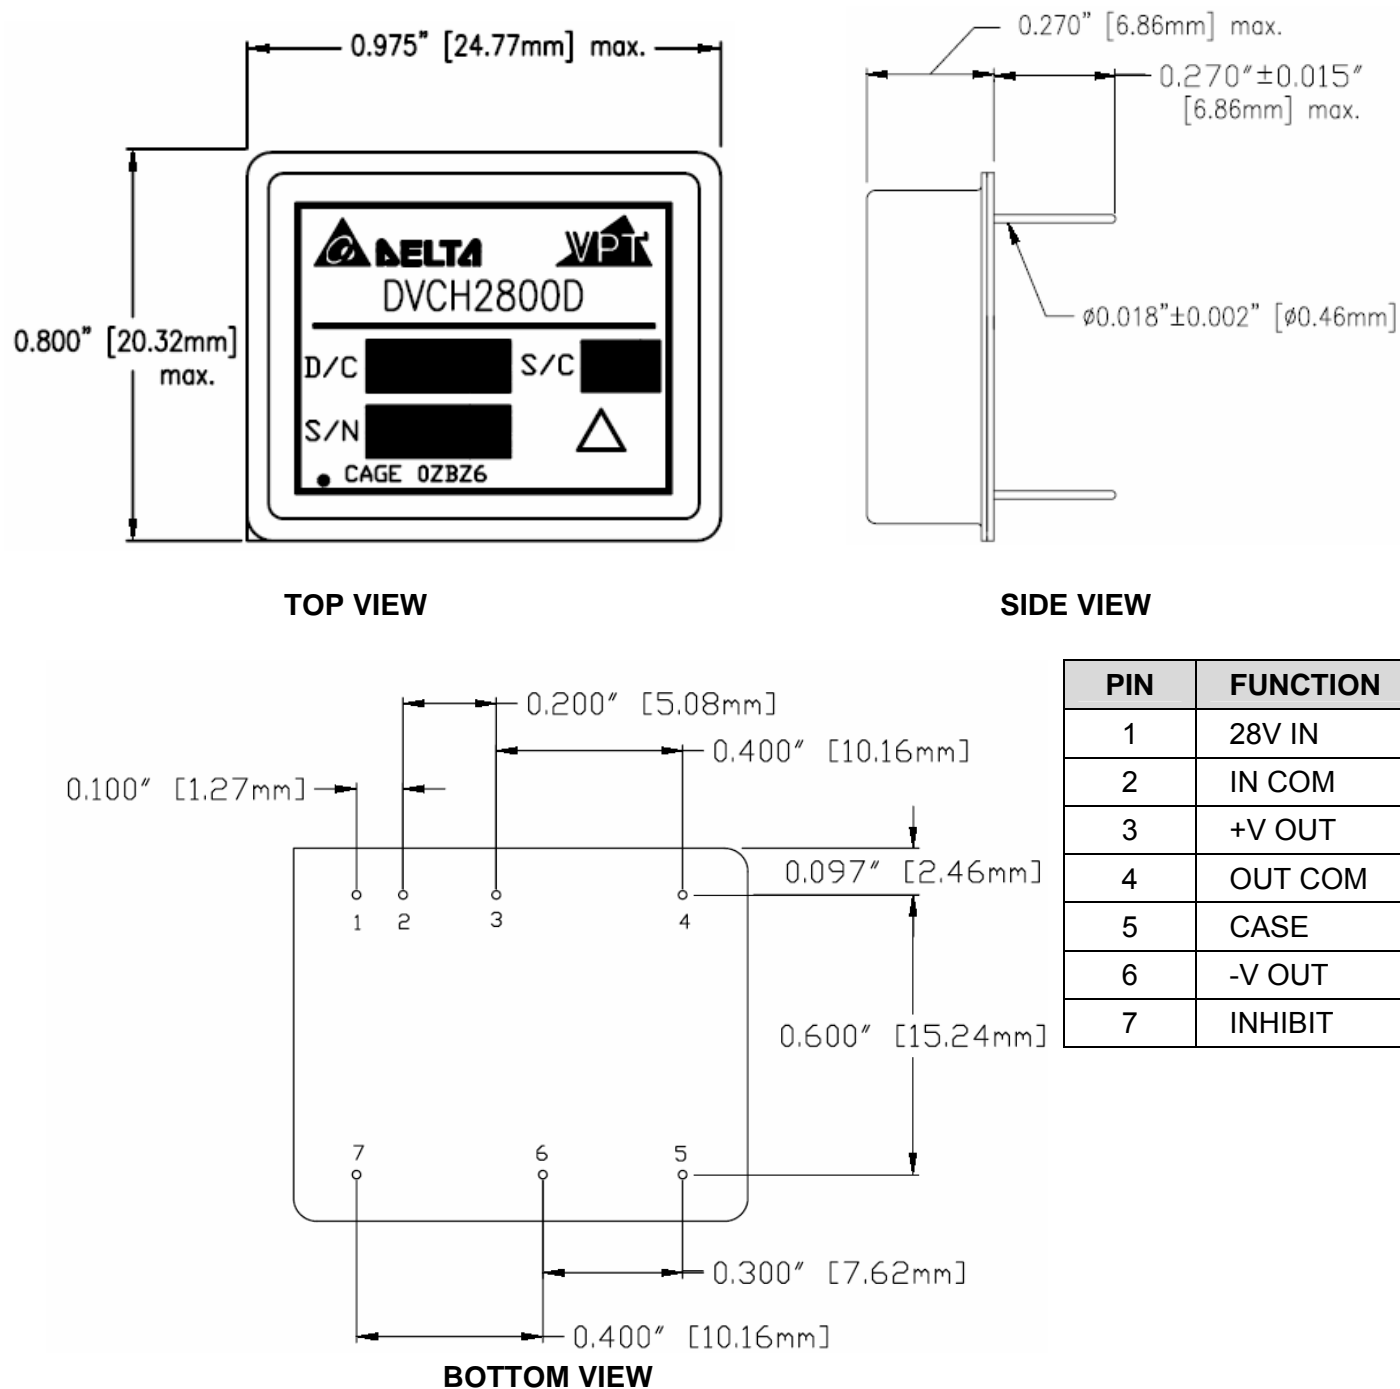 0.975" [24.77mm] max.
0.800" [20.32mm]
max.
DELTA
VPT
DVCH2800D
D/C
S/C
S/N
CAGE 0ZBZ6
TOP VIEW
0.270" [6.86mm] max.
0.270"±0.015"
[6.86mm] max.
ø0.018"±0.002" [ø0.46mm]
SIDE VIEW
0.200" [5.08mm]
0.400" [10.16mm]
0.100" [1.27mm]
0.097" [2.46mm]
1 2 3 4
0.600" [15.24mm]
7 6 5
0.300" [7.62mm]
0.400" [10.16mm]
BOTTOM VIEW
PIN FUNCTION
1 28V IN
2 IN COM
3 +V OUT
4 OUT COM
5 CASE
6 -V OUT
7 INHIBIT